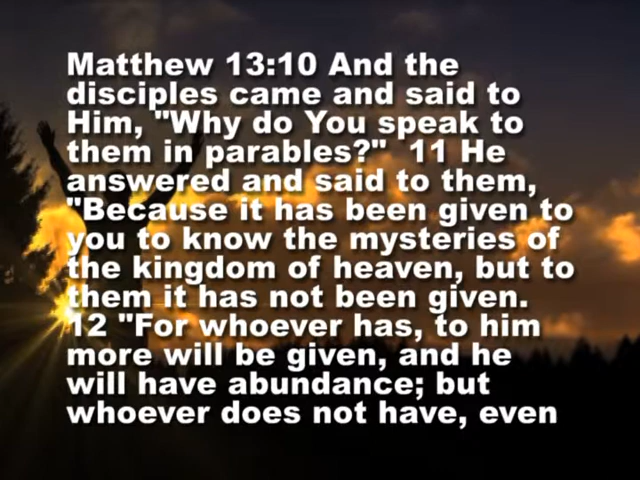 Matthew 13:10 And the
disciples came and said to
Him, "Why do You speak to
them in parables?"  11 He
answered and said to them,
"Because it has been given to
you to know the mysteries of
the kingdom of heaven, but to
them it has not been given.
12 "For whoever has, to him
more will be given, and he
will have abundance; but
whoever does not have, even